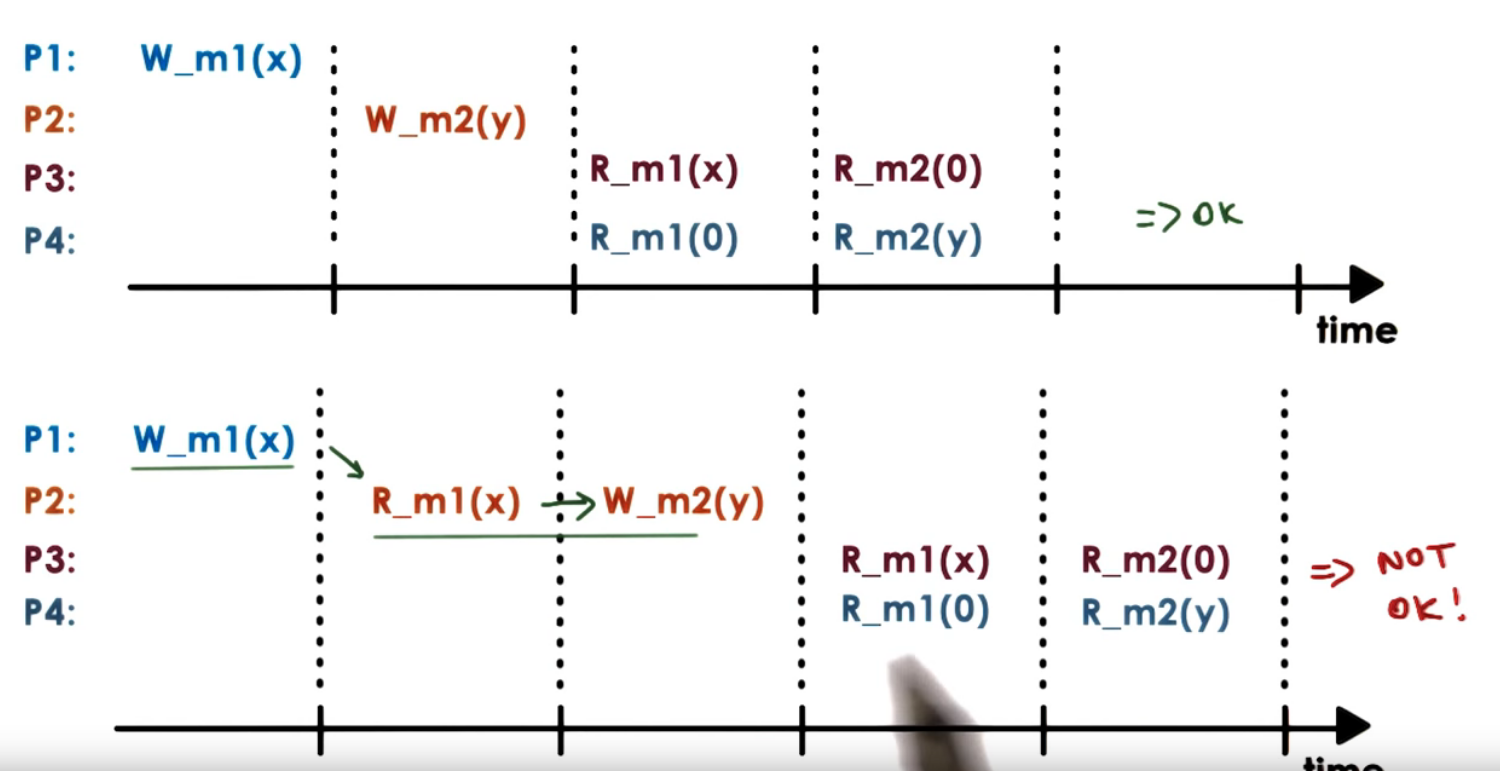 P1: W_m1(x)
P2: W_m2(y)
P3: R_m1(x) R_m2(0)
P4: R_m1(0) R_m2(y)
=> OK
time
P1: W_m1(x)
P2: R_m1(x) → W_m2(y)
P3: R_m1(x) R_m2(0)
P4: R_m1(0) R_m2(y)
=> NOT
OK!
time